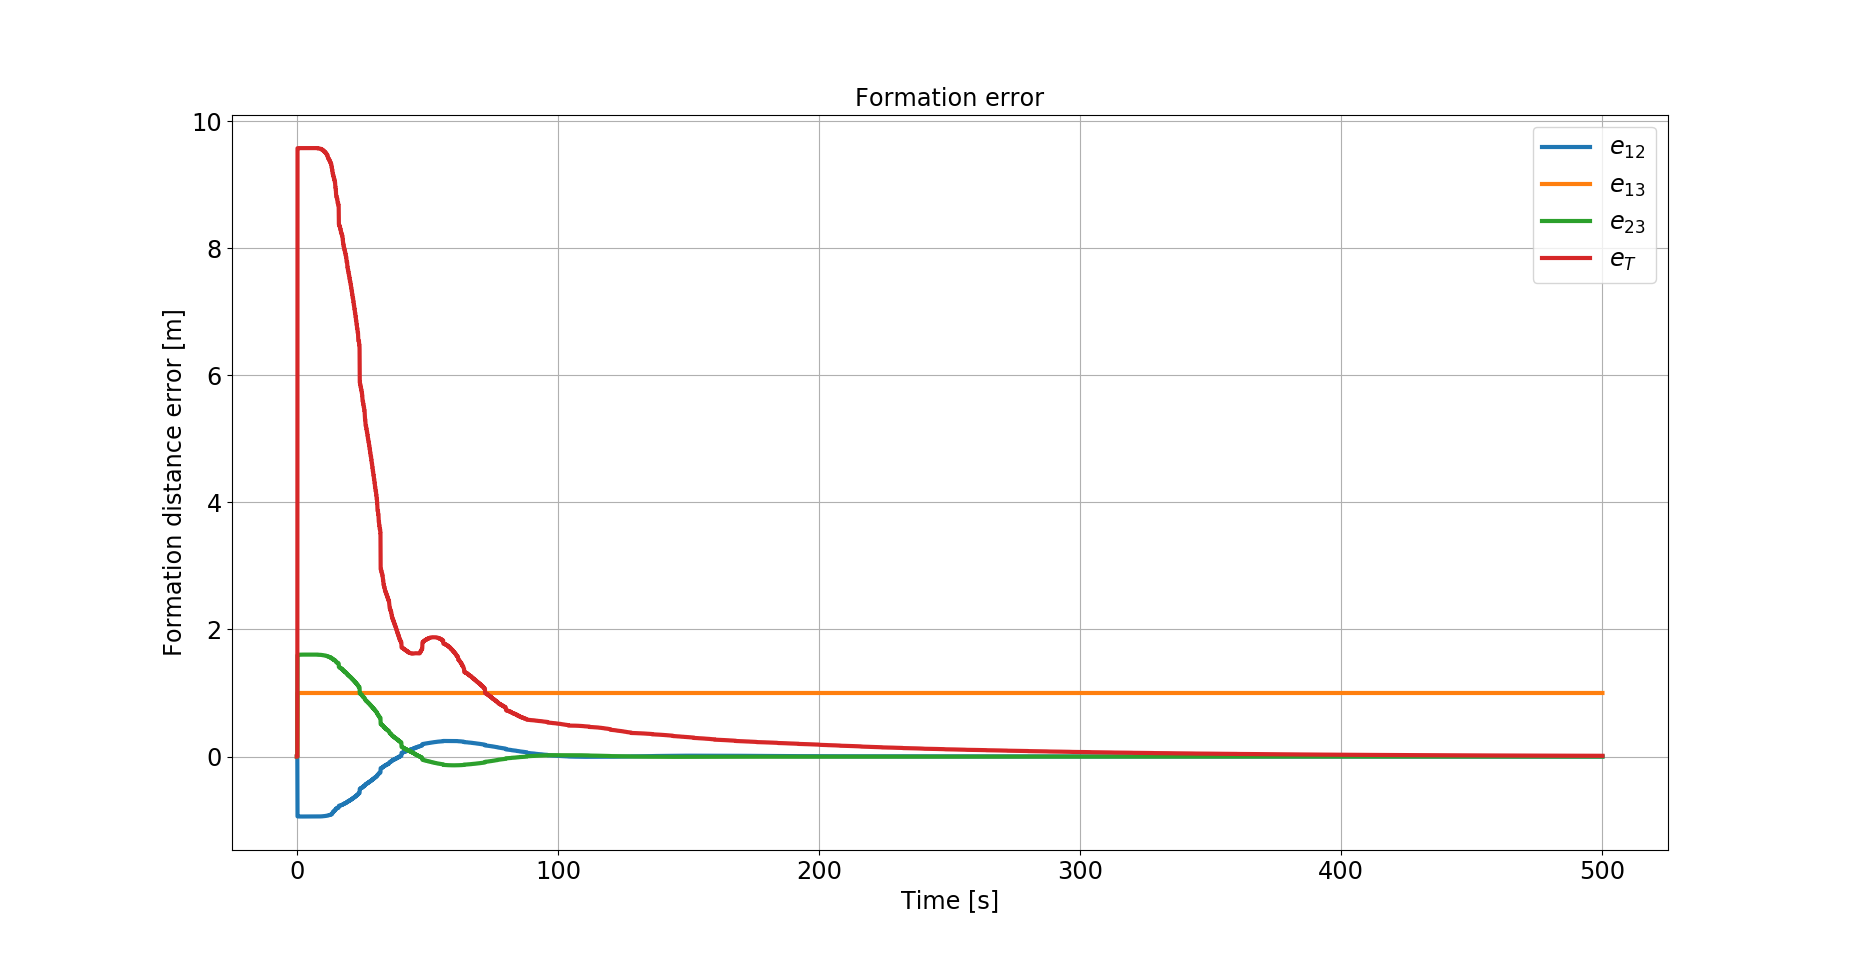 Formation error
10
8
6
4
2
0
Formation distance error [m]
e12
e13
e23
eT
0 100 200 300 400 500
Time [s]